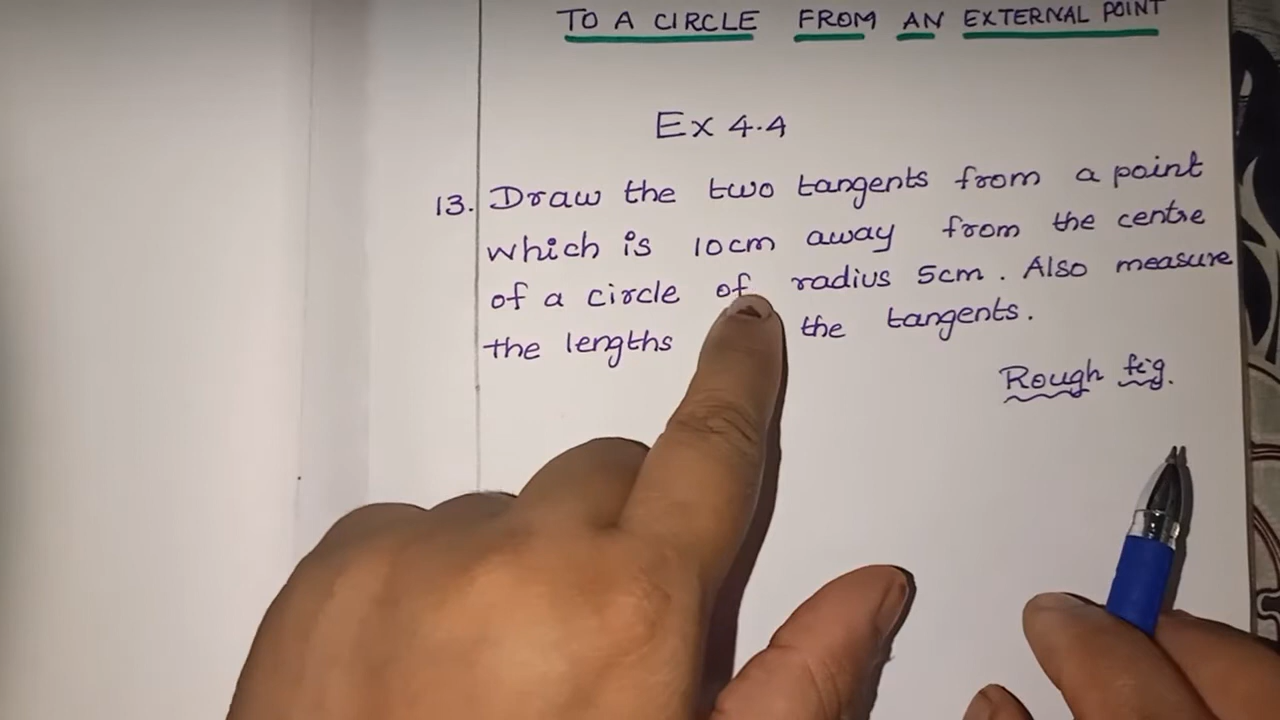 TO A CIRCLE FROM AN EXTERNAL POINT
Ex 4.4
13. Draw the two tangents from a point
which is 10cm away from the centre
of a circle of radius 5cm. Also measure
the lengths the tangents.
Rough fig.